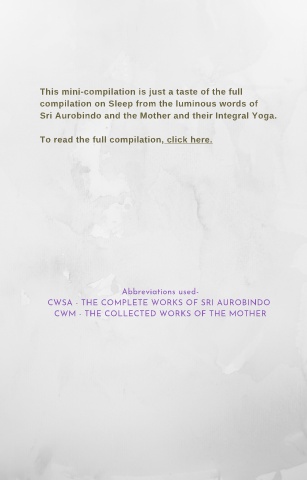 This mini-compilation is just a taste of the full
compilation on Sleep from the luminous words of
Sri Aurobindo and the Mother and their Integral Yoga.
To read the full compilation, click here.
Abbreviations used-
CWSA - THE COMPLETE WORKS OF SRI AUROBINDO
CWM - THE COLLECTED WORKS OF THE MOTHER